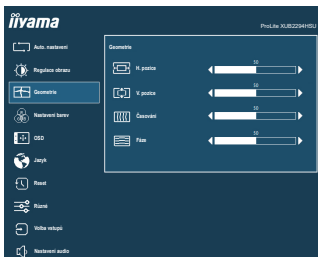 iiyama
ProLite XUB2294HSU
Auto. nastavení
Regulace obrazu
Geometrie
Nastavení barev
OSD
Jazyk
Reset
Různé
Volba vstupů
Nastavení audio
Geometrie
H. pozice
50
V. pozice
50
Časování
50
Fáze
50